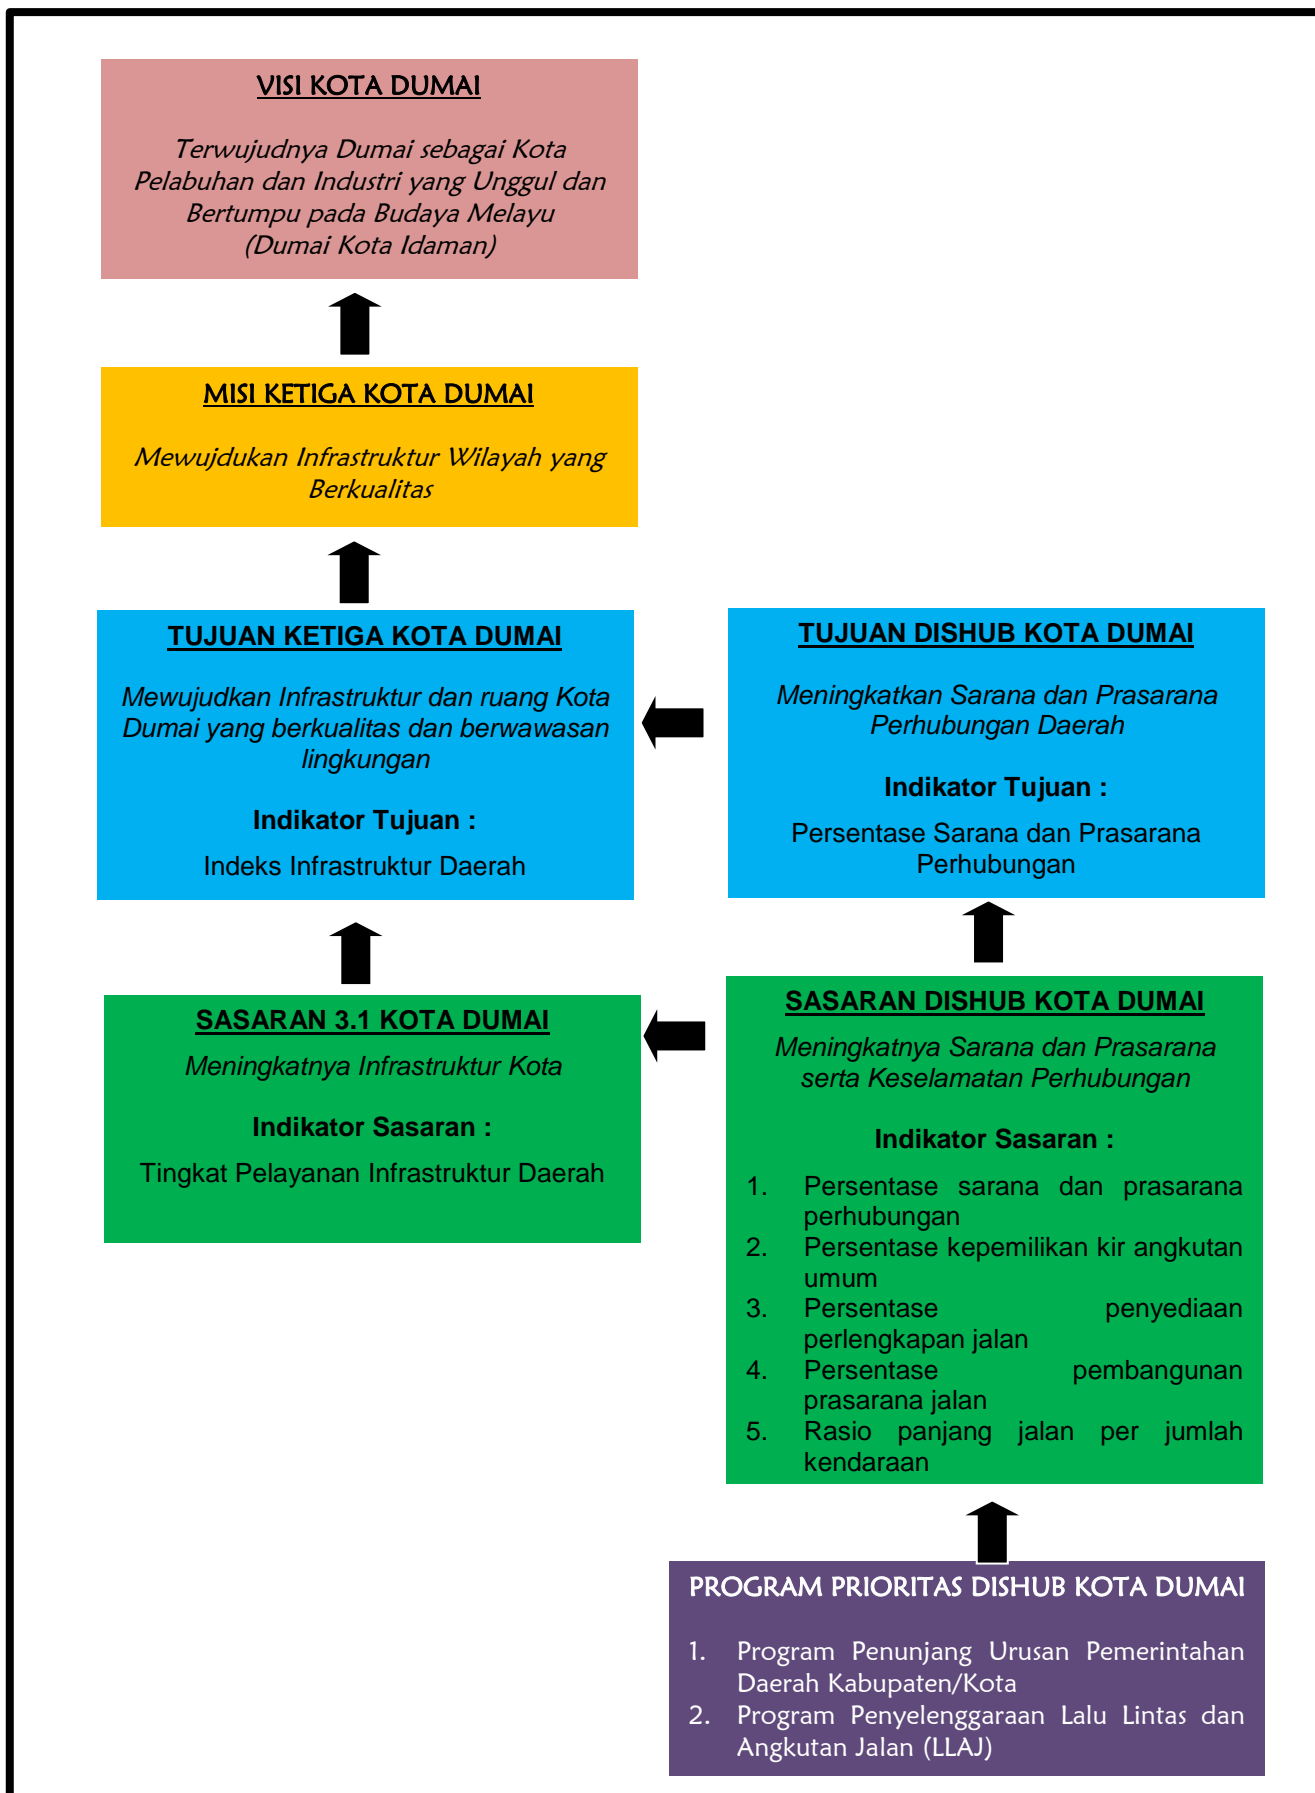 VISI KOTA DUMAI
Terwujudnya Dumai sebagai Kota
Pelabuhan dan Industri yang Unggul dan
Bertumpu pada Budaya Melayu
(Dumai Kota Idaman)
MISI KETIGA KOTA DUMAI
Mewujdukan Infrastruktur Wilayah yang
Berkualitas
TUJUAN KETIGA KOTA DUMAI
Mewujudkan Infrastruktur dan ruang Kota
Dumai yang berkualitas dan berwawasan
lingkungan
Indikator Tujuan :
Indeks Infrastruktur Daerah
TUJUAN DISHUB KOTA DUMAI
Meningkatkan Sarana dan Prasarana
Perhubungan Daerah
Indikator Tujuan :
Persentase Sarana dan Prasarana
Perhubungan
SASARAN 3.1 KOTA DUMAI
Meningkatnya Infrastruktur Kota
Indikator Sasaran :
Tingkat Pelayanan Infrastruktur Daerah
SASARAN DISHUB KOTA DUMAI
Meningkatnya Sarana dan Prasarana
serta Keselamatan Perhubungan
Indikator Sasaran :
1. Persentase sarana dan prasarana
perhubungan
2. Persentase kepemilikan kir angkutan
umum
3. Persentase penyediaan
perlengkapan jalan
4. Persentase pembangunan
prasarana jalan
5. Rasio panjang jalan per jumlah
kendaraan
PROGRAM PRIORITAS DISHUB KOTA DUMAI
1. Program Penunjang Urusan Pemerintahan
Daerah Kabupaten/Kota
2. Program Penyelenggaraan Lalu Lintas dan
Angkutan Jalan (LLAJ)